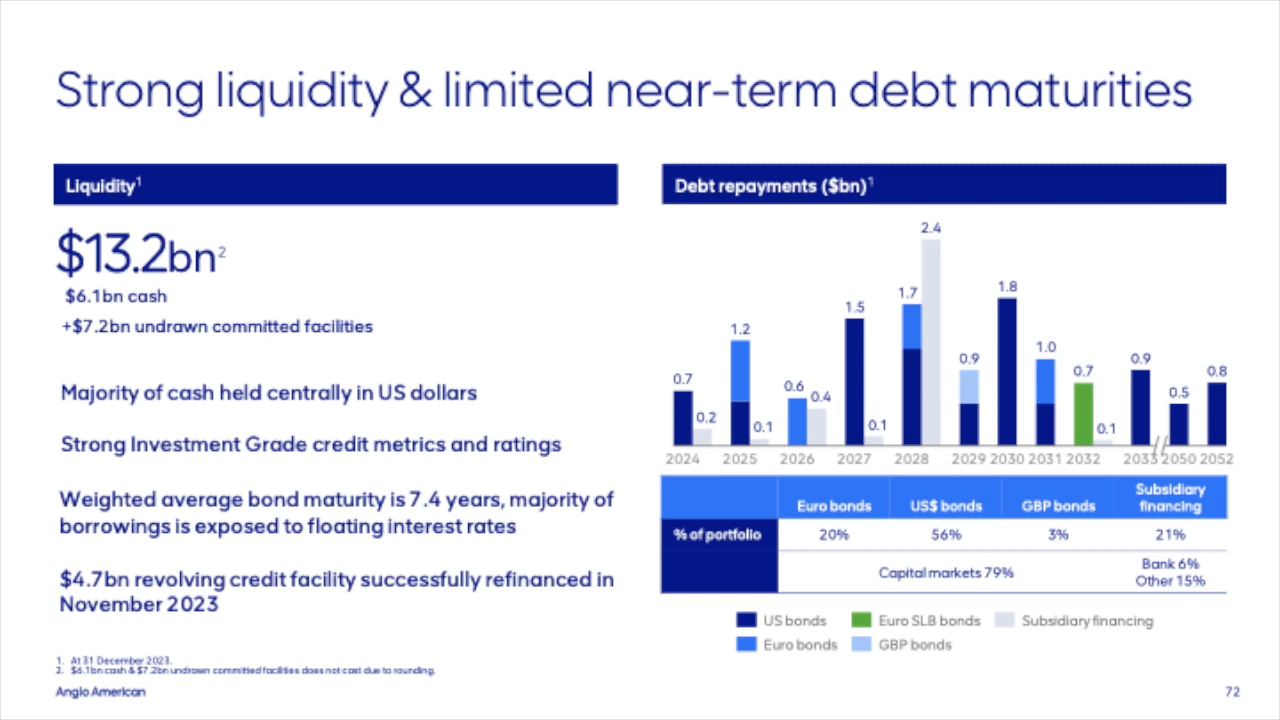 Strong liquidity & limited near-term debt maturities
Liquidity1
$13.2bn2
$6.1bn cash
+$7.2bn undrawn committed facilities
Majority of cash held centrally in US dollars
Strong Investment Grade credit metrics and ratings
Weighted average bond maturity is 7.4 years, majority of
borrowings is exposed to floating interest rates
$4.7bn revolving credit facility successfully refinanced in
November 2023
Debt repayments ($bn)1
2.4
1.8
1.7
1.5
1.2
1.0
0.9
0.9
0.7
0.8
0.7
0.6
0.4
0.5
0.2
0.1
0.1
0.1
2024 2025 2026 2027 2028 2029 2030 2031 2032 2033 // 2050 2052
Euro bonds US$ bonds GBP bonds Subsidiary
financing
% of portfolio 20% 56% 3% 21%
Capital markets 79% Bank 6%
Other 15%
US bonds Euro SLB bonds Subsidiary financing
Euro bonds GBP bonds
1. At 31 December 2023.
2. $6.1bn cash & $7.2bn undrawn committed facilities does not cast due to rounding.
Anglo American
72